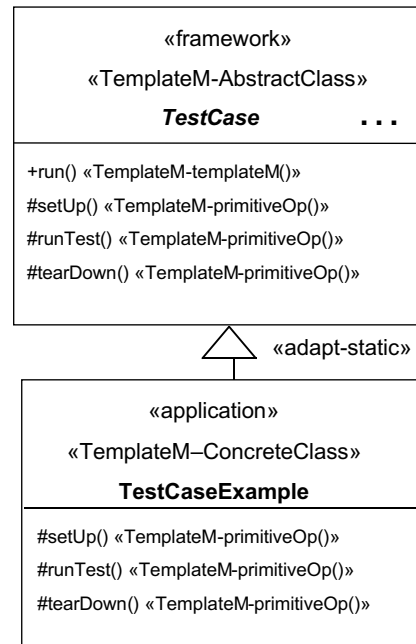 «framework»
«TemplateM-AbstractClass»
TestCase ...
+run() «TemplateM-templateM()»
#setUp() «TemplateM-primitiveOp()»
#runTest() «TemplateM-primitiveOp()»
#tearDown() «TemplateM-primitiveOp()»
«adapt-static»
«application»
«TemplateM–ConcreteClass»
TestCaseExample
#setUp() «TemplateM-primitiveOp()»
#runTest() «TemplateM-primitiveOp()»
#tearDown() «TemplateM-primitiveOp()»